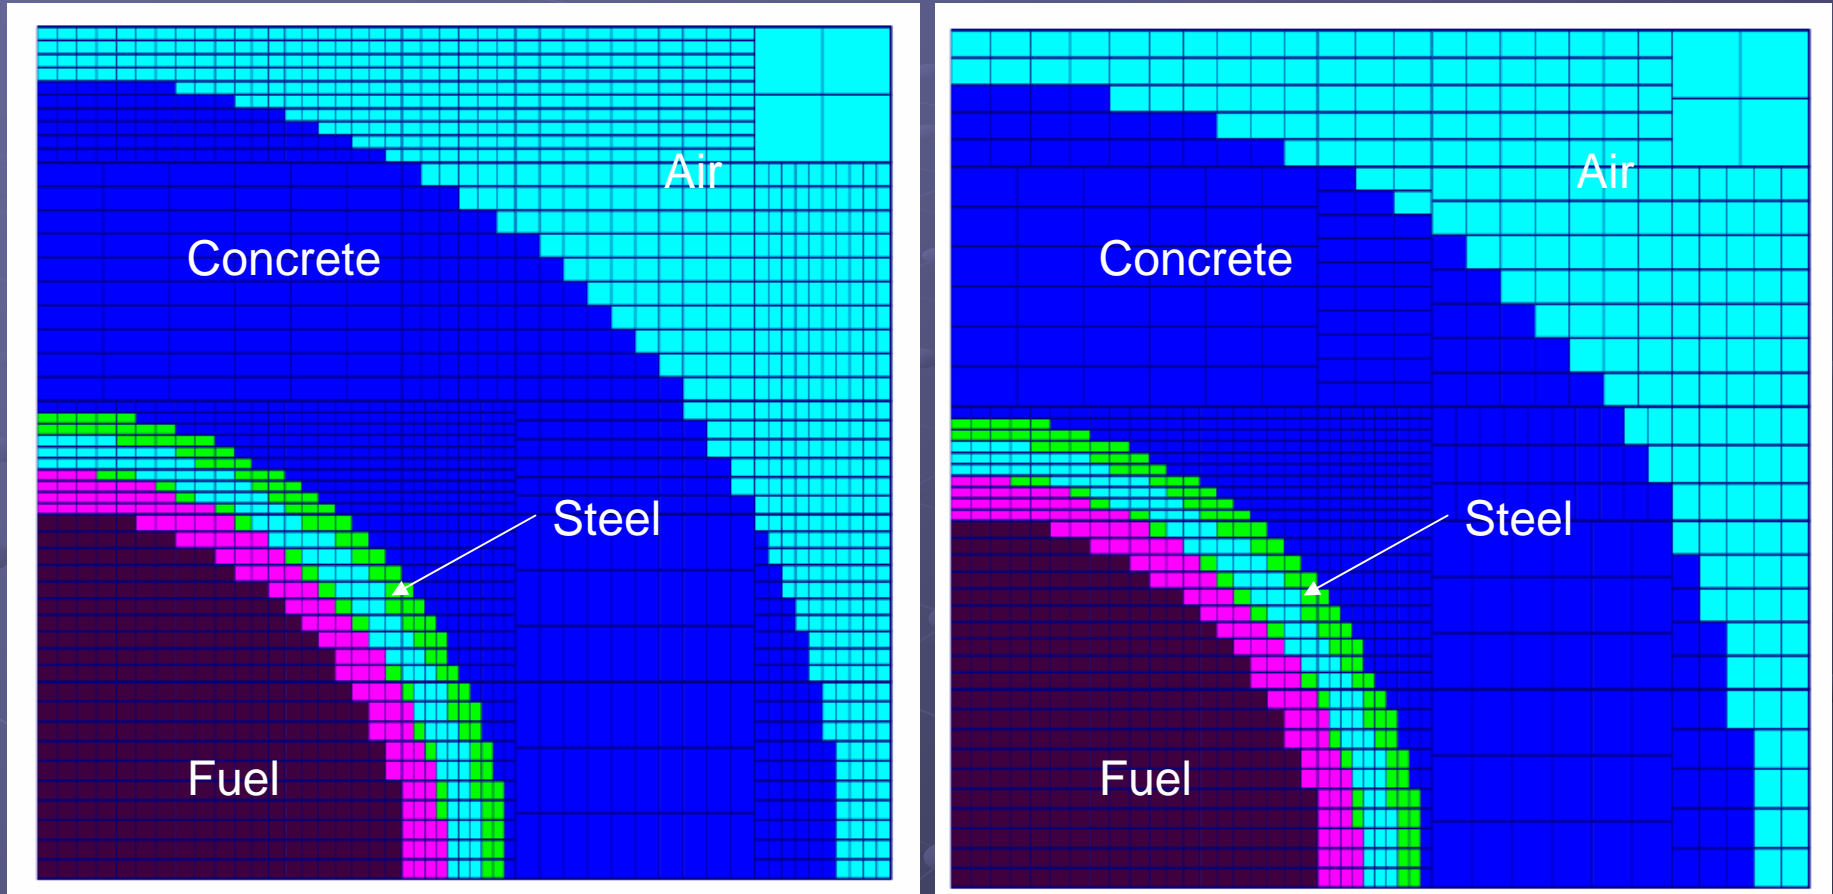 Air
Concrete
Steel
Fuel
Air
Concrete
Steel
Fuel